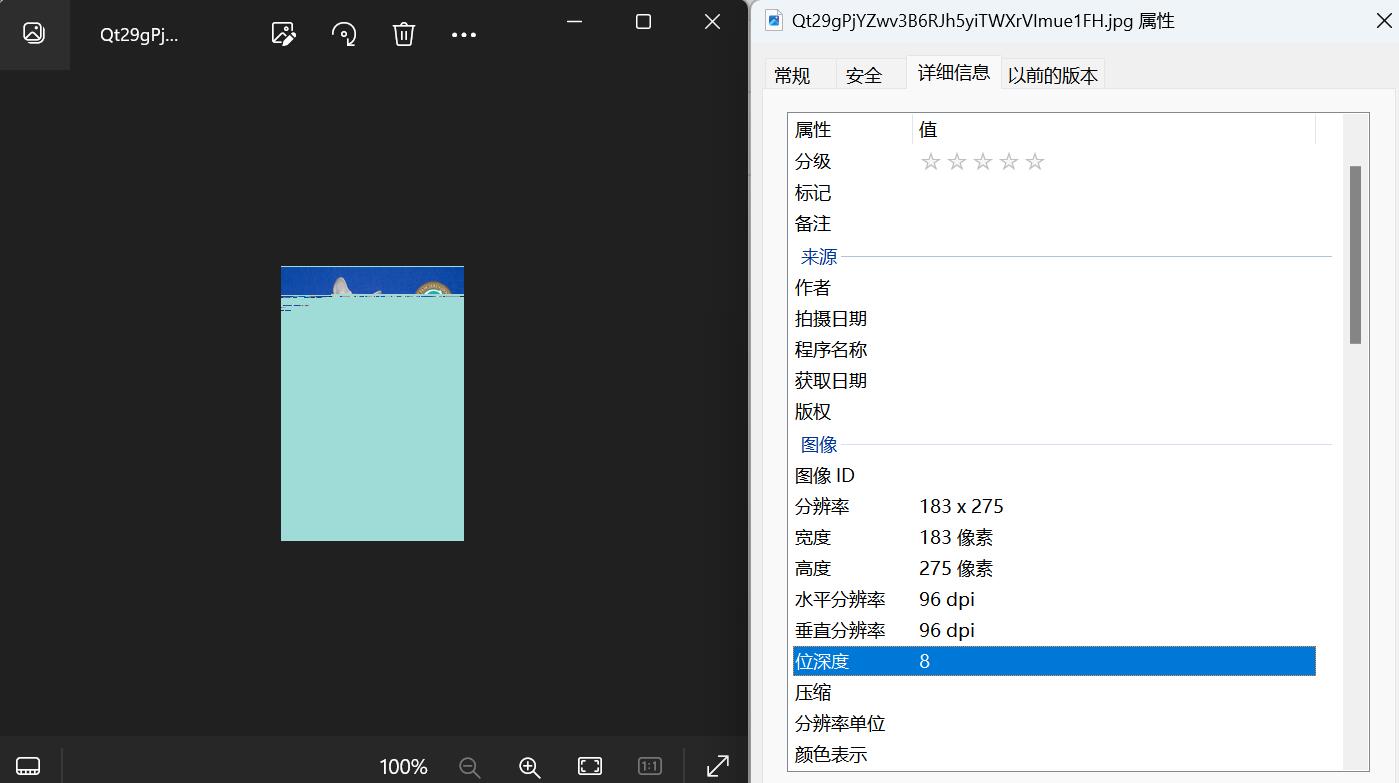 Qt29gPj...
100%
1:1
Qt29gPjYZwv3B6RJh5yiTWXrVImue1FH.jpg 属性
常规 安全 详细信息 以前的版本
属性 值
分级 ☆ ☆ ☆ ☆ ☆
标记
备注
来源
作者
拍摄日期
程序名称
获取日期
版权
图像
图像 ID
分辨率 183 x 275
宽度 183 像素
高度 275 像素
水平分辨率 96 dpi
垂直分辨率 96 dpi
位深度 8
压缩
分辨率单位
颜色表示